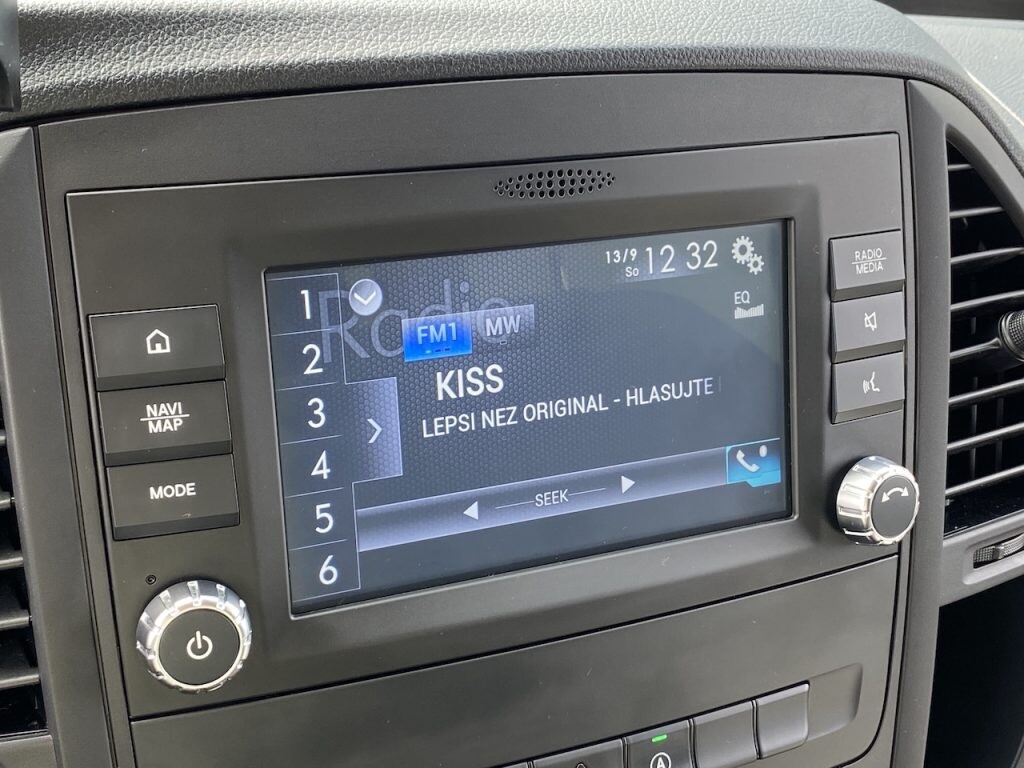 13/9
So
12 32
Radio
FM1
MW
EQ
KISS
LEPSI NEZ ORIGINAL - HLASUJTE
SEEK
1
2
3
4
5
6
NAVI
MAP
MODE
RADIO
MEDIA
A